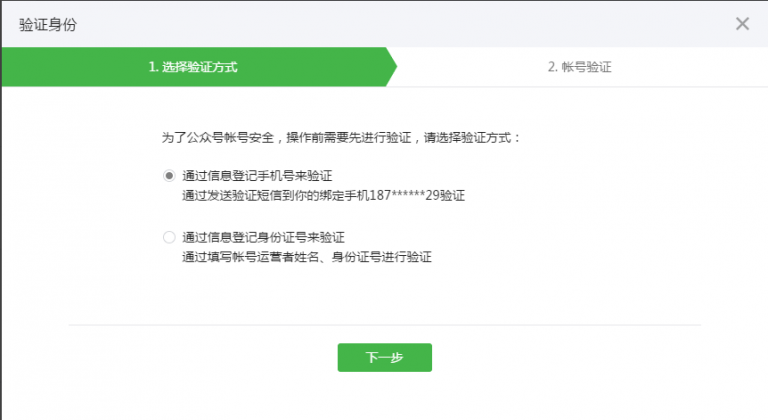 验证身份
1. 选择验证方式
2. 帐号验证
为了公众号帐号安全，操作前需要先进行验证，请选择验证方式：
通过信息登记手机号来验证
通过发送验证短信到你的绑定手机187******29验证
通过信息登记身份证号来验证
通过填写帐号运营者姓名、身份证号进行验证
下一步